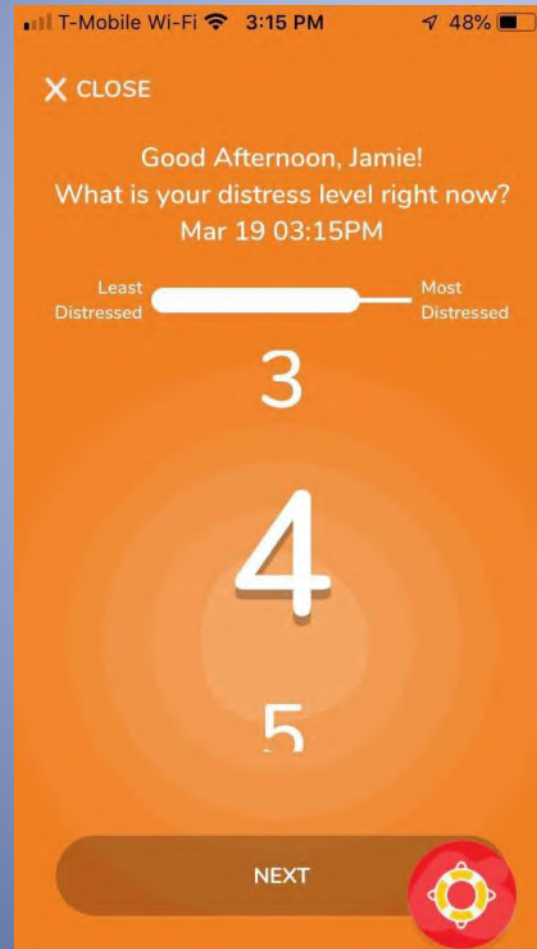 T-Mobile Wi-Fi 3:15 PM 48%
X CLOSE
Good Afternoon, Jamie!
What is your distress level right now?
Mar 19 03:15PM
Least
Distressed
Most
Distressed
3
4
5
NEXT